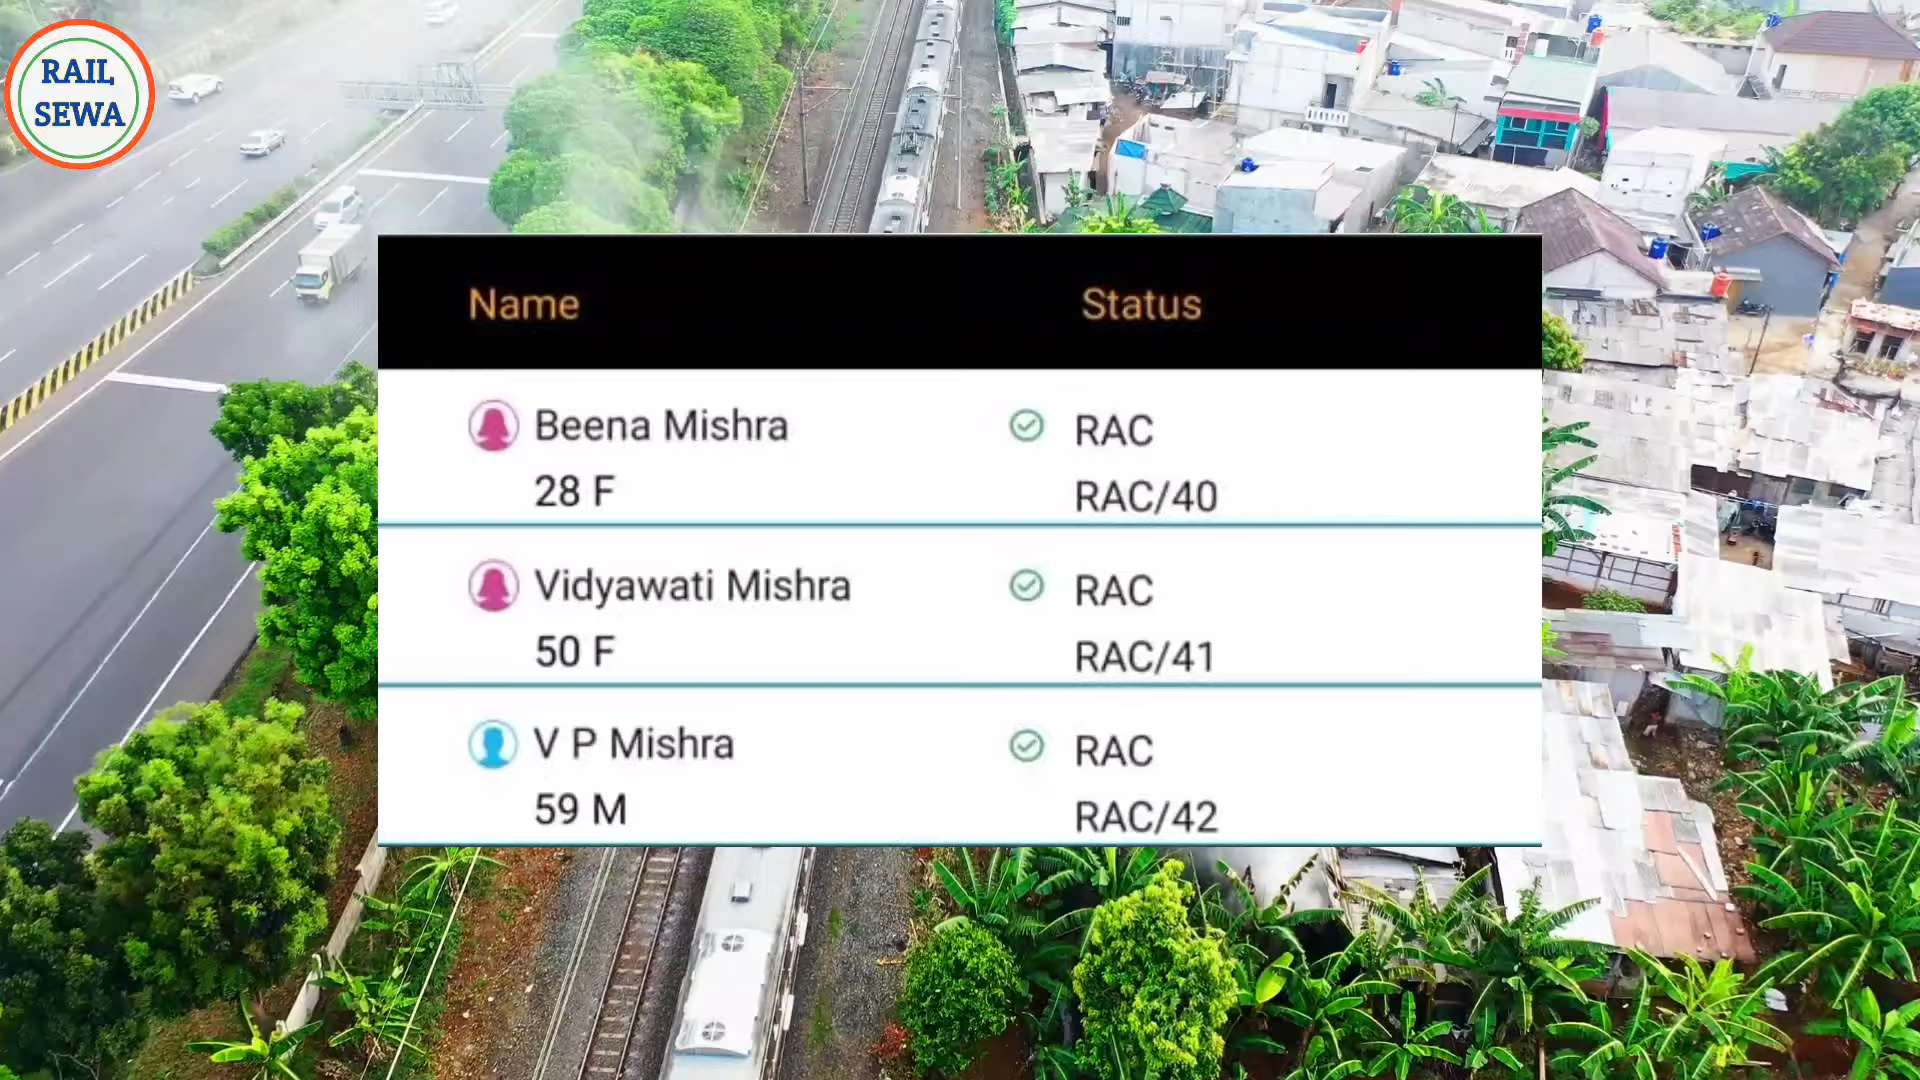 RAIL
SEWA
Name Status
Beena Mishra RAC
28 F RAC/40
Vidyawati Mishra RAC
50 F RAC/41
V P Mishra RAC
59 M RAC/42